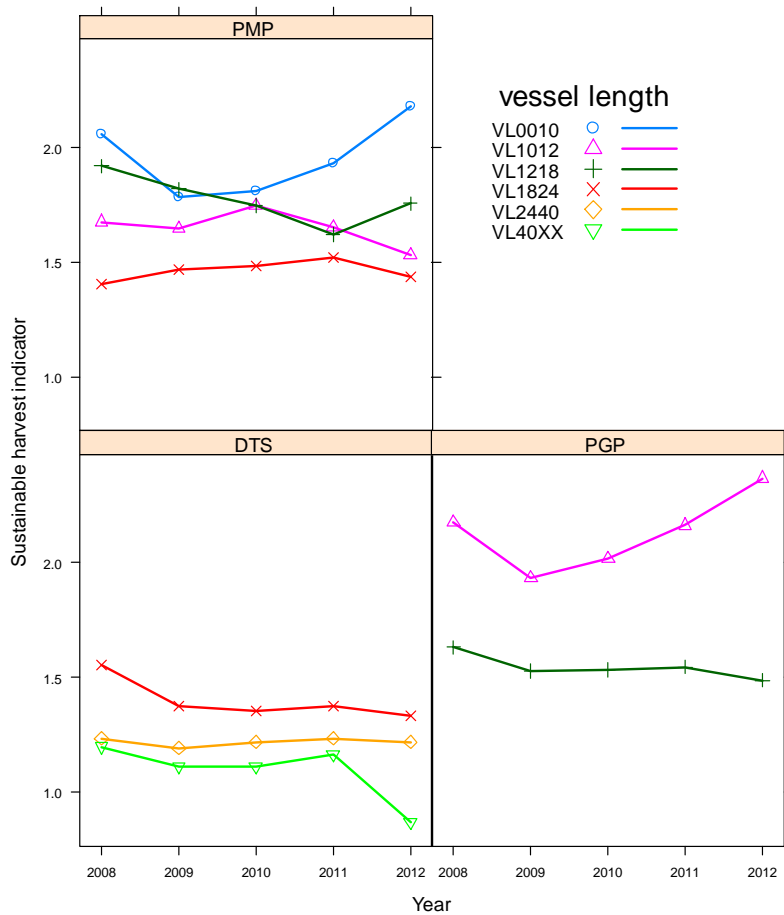 PMP
vessel length
VL0010
VL1012
VL1218
VL1824
VL2440
VL40XX
2.0
1.5
1.0
Sustainable harvest indicator
DTS
PGP
2.0
1.5
1.0
2008 2009 2010 2011 2012
2008 2009 2010 2011 2012
Year